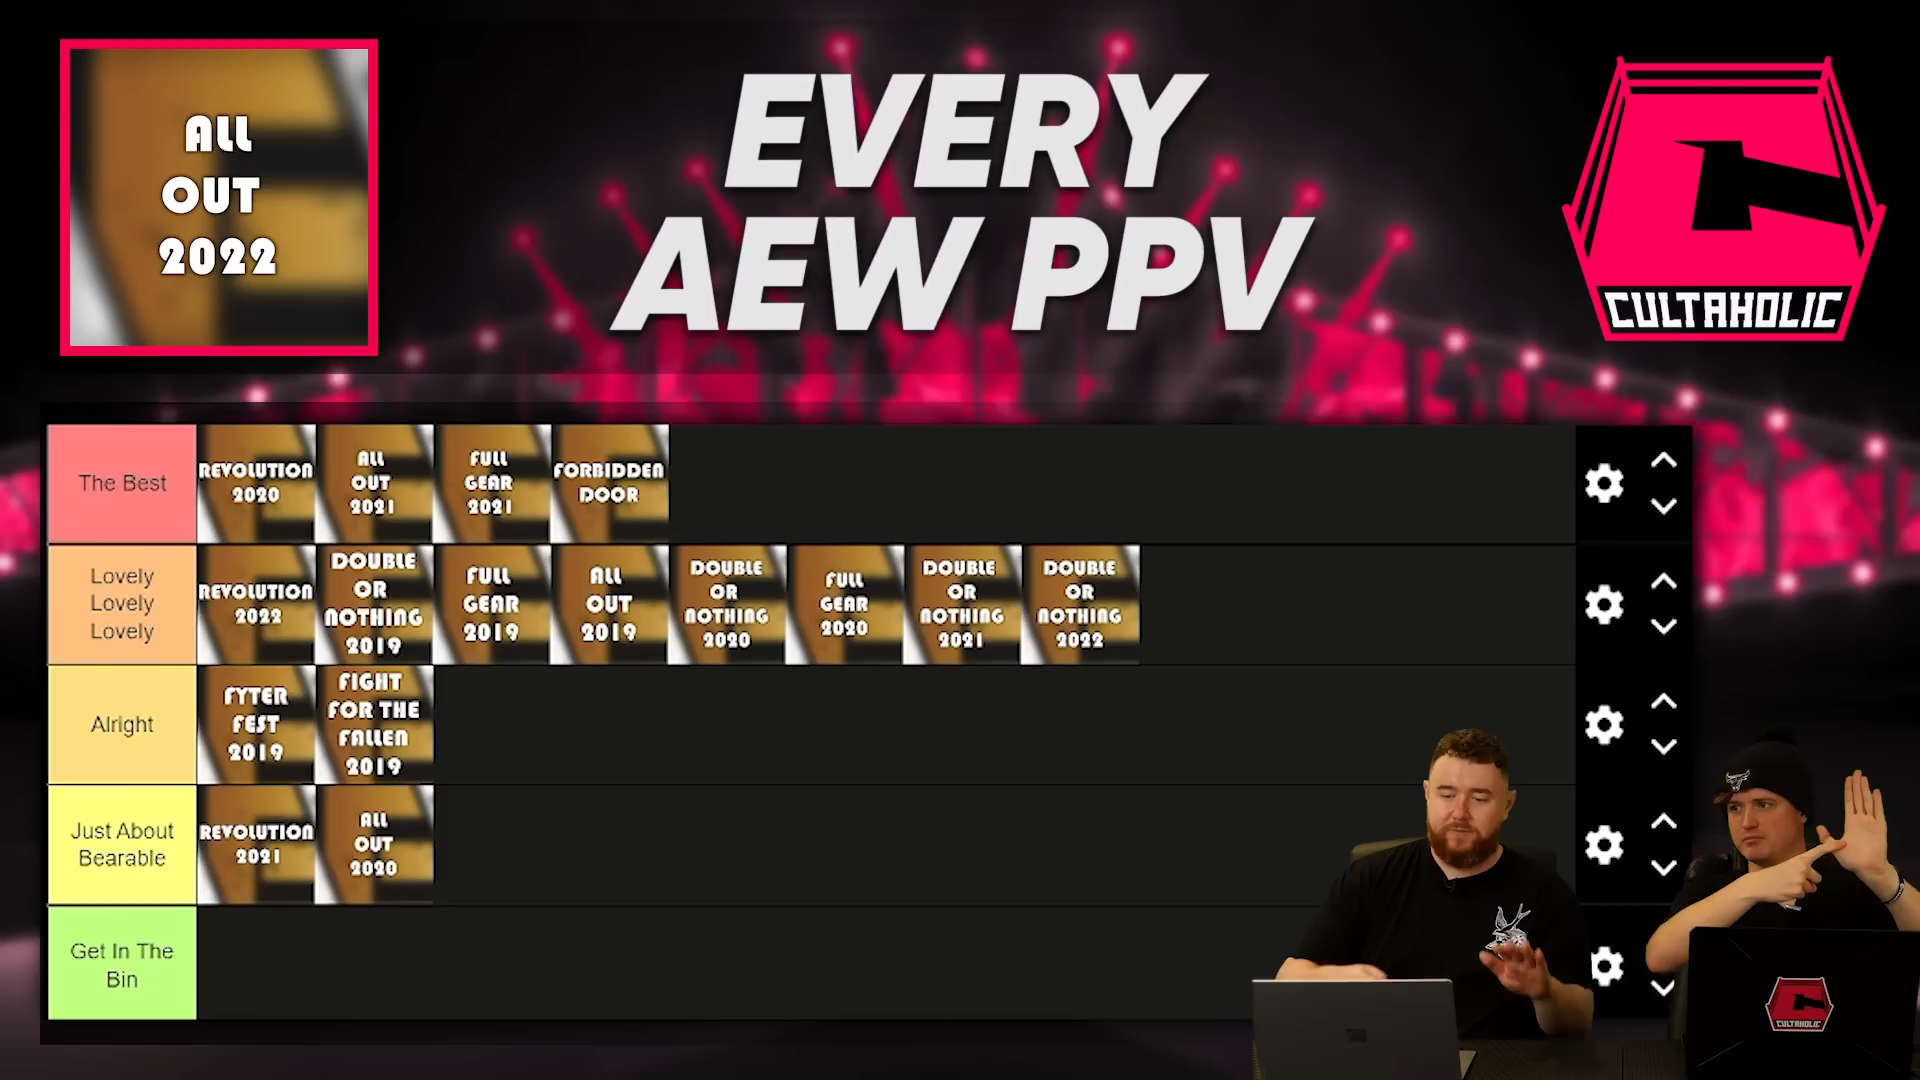 ALL
OUT
2022
EVERY
AEW PPV
CULTAHOLIC
The Best
REVOLUTION
2020
ALL
OUT
2021
FULL
GEAR
2021
FORBIDDEN
DOOR
Lovely
Lovely
Lovely
REVOLUTION
2022
DOUBLE
OR
NOTHING
2019
FULL
GEAR
2019
ALL
OUT
2019
DOUBLE
OR
NOTHING
2020
FULL
GEAR
2020
DOUBLE
OR
NOTHING
2021
DOUBLE
OR
NOTHING
2022
Alright
FYTER
FEST
2019
FIGHT
FOR THE
FALLEN
2019
Just About
Bearable
REVOLUTION
2021
ALL
OUT
2020
Get In The
Bin
CULTAHOLIC